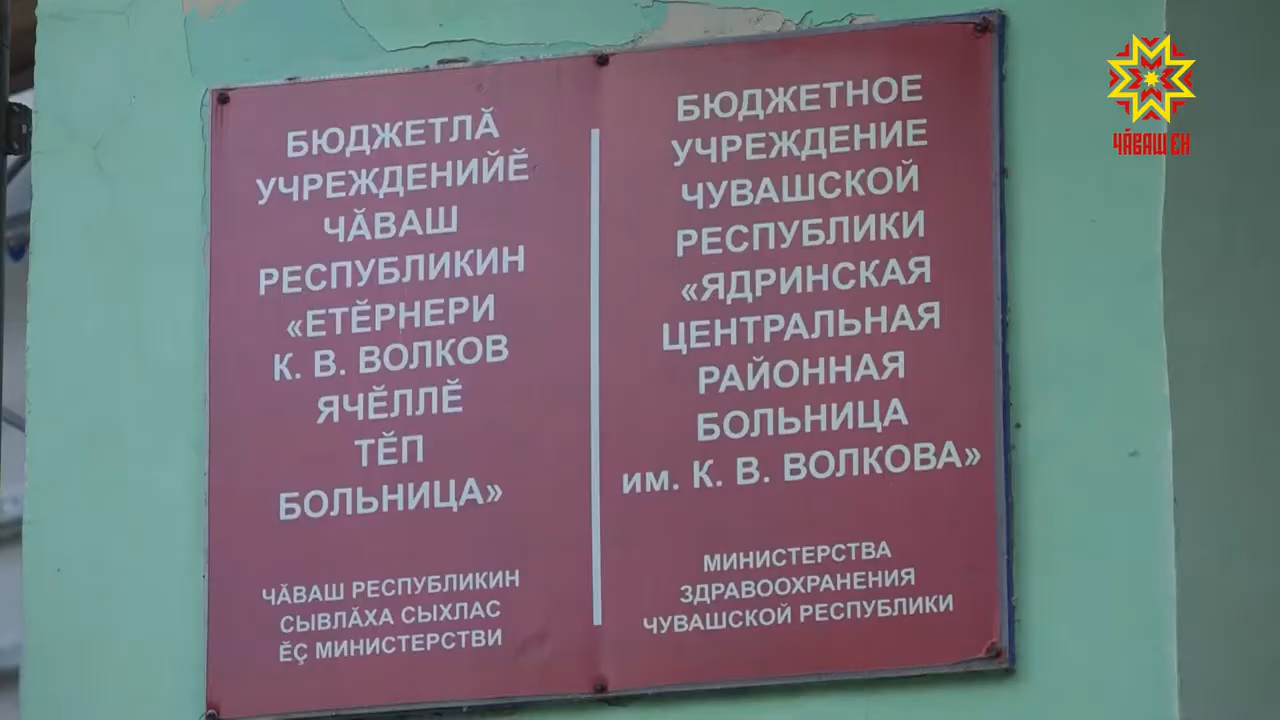 БЮДЖЕТЛӐ
УЧРЕЖДЕНИЙӖ
ЧӐВАШ
РЕСПУБЛИКИН
«ЕТӖРНЕРИ
К. В. ВОЛКОВ
ЯЧӖЛЛӖ
ТӖП
БОЛЬНИЦА»
ЧӐВАШ РЕСПУБЛИКИН
СЫВЛӐХА СЫХЛАС
ӖҪ МИНИСТЕРСТВИ
БЮДЖЕТНОЕ
УЧРЕЖДЕНИЕ
ЧУВАШСКОЙ
РЕСПУБЛИКИ
«ЯДРИНСКАЯ
ЦЕНТРАЛЬНАЯ
РАЙОННАЯ
БОЛЬНИЦА
им. К. В. ВОЛКОВА»
МИНИСТЕРСТВА
ЗДРАВООХРАНЕНИЯ
ЧУВАШСКОЙ РЕСПУБЛИКИ
ЧӐВАШ ЕН